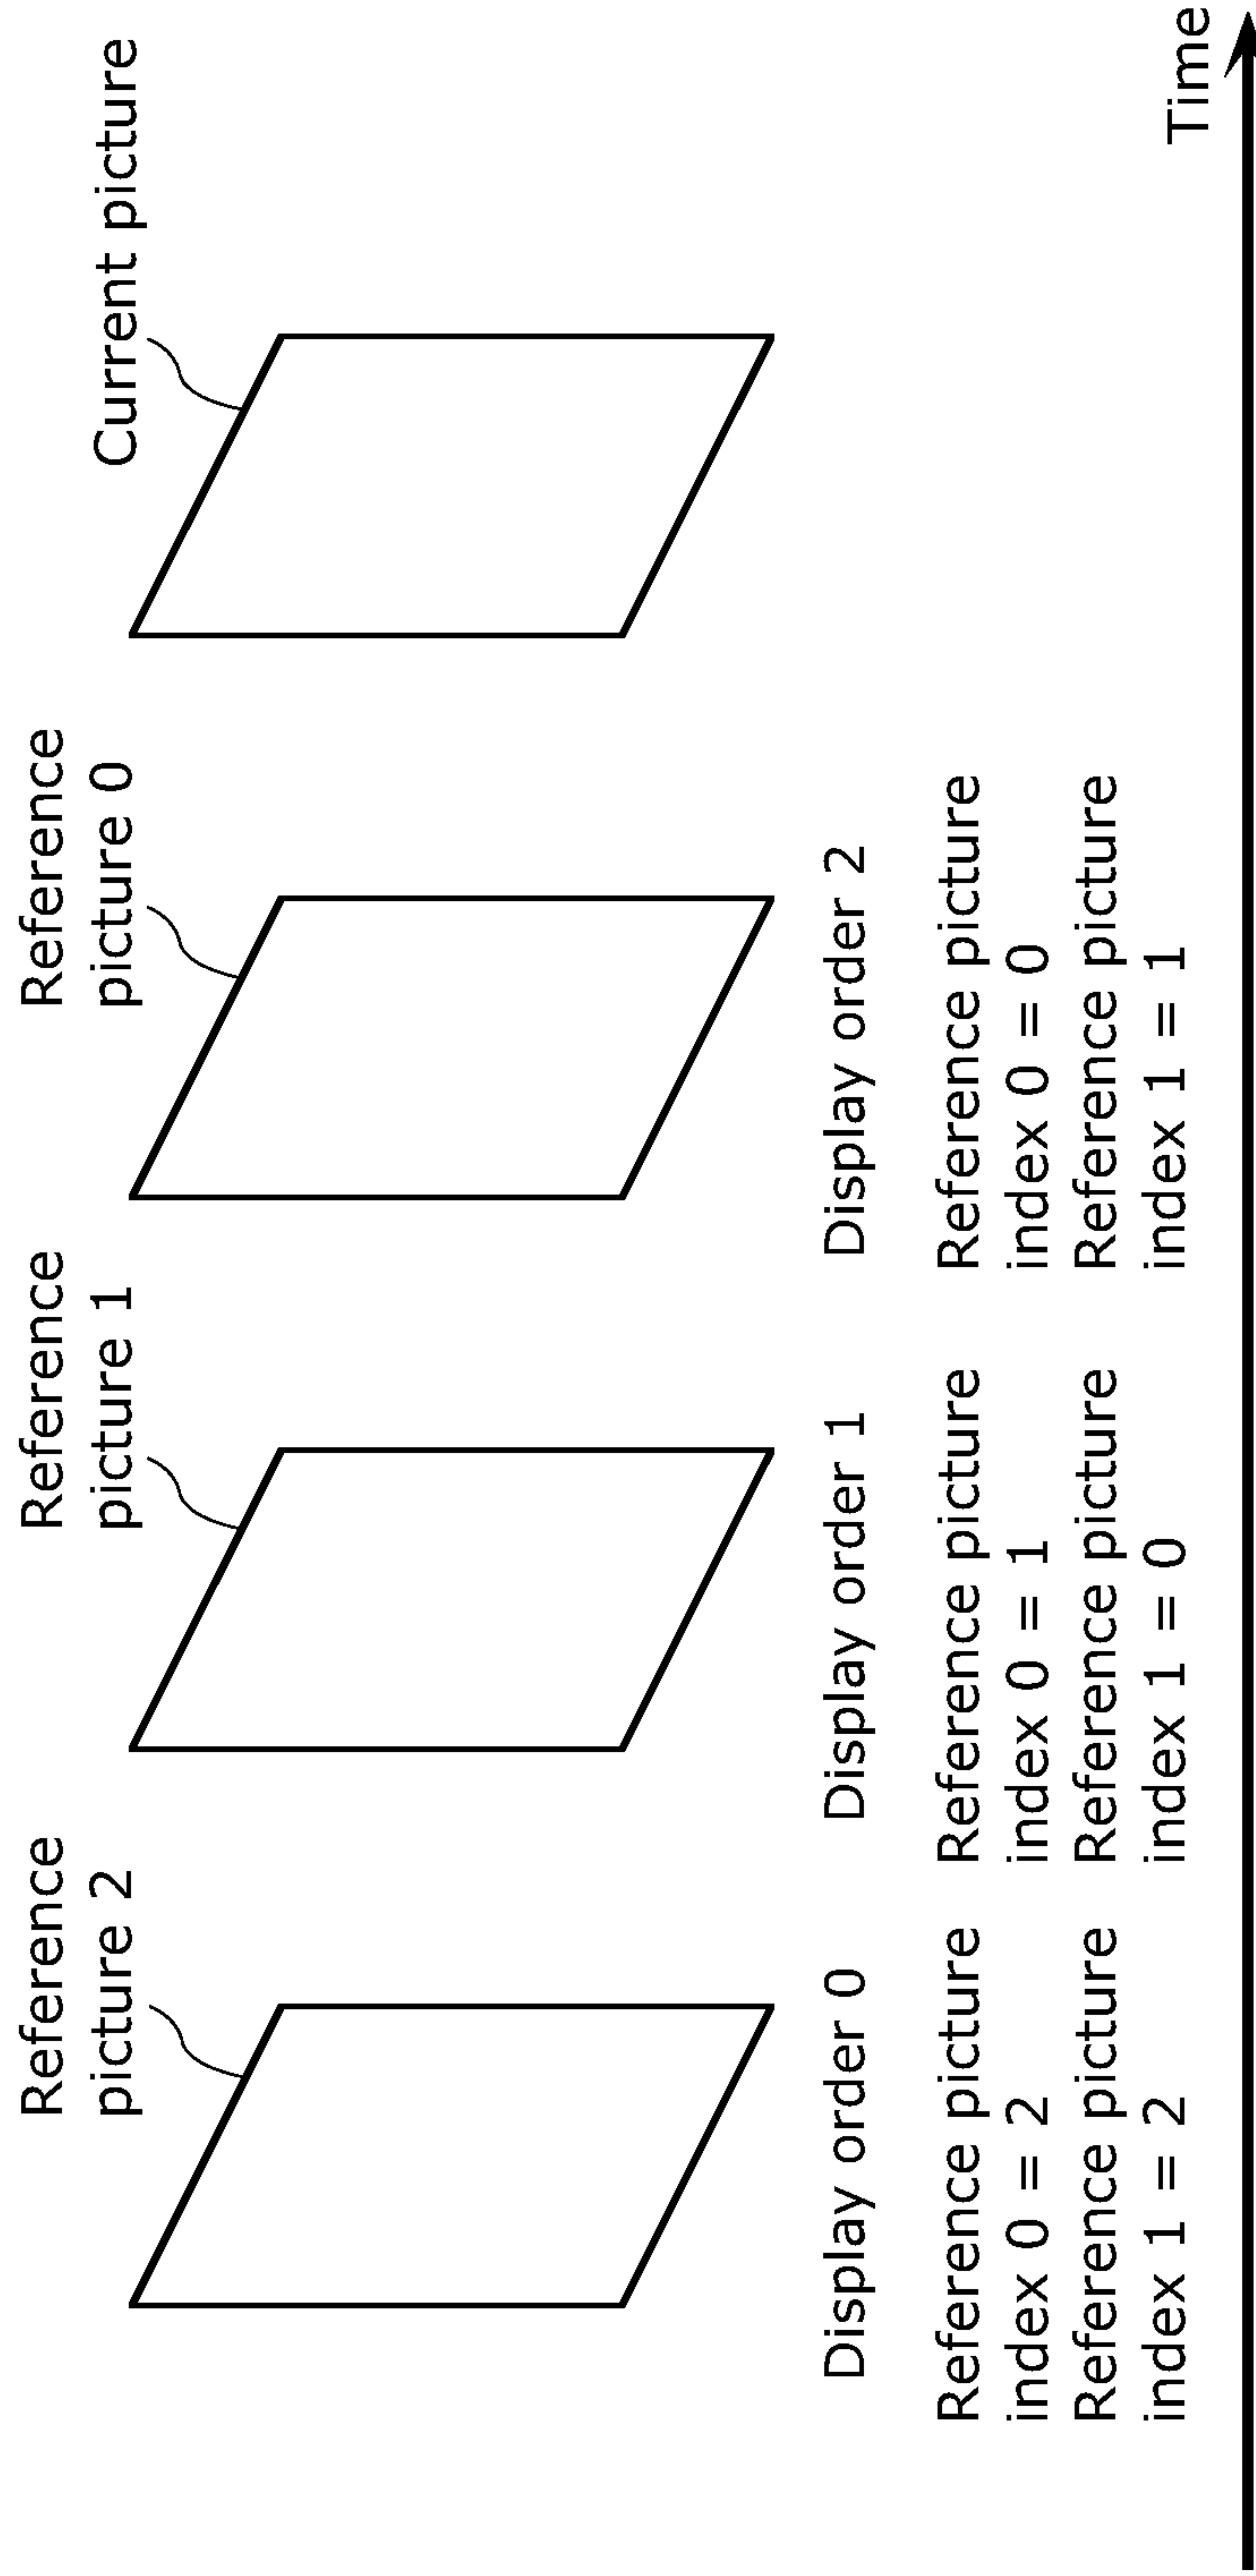 Reference
picture 2
Reference
picture 1
Reference
picture 0
Current picture
Display order 0
Display order 1
Display order 2
Reference picture
index 0 = 2
Reference picture
index 1 = 2
Reference picture
index 0 = 1
Reference picture
index 1 = 0
Reference picture
index 0 = 0
Reference picture
index 1 = 1
Time